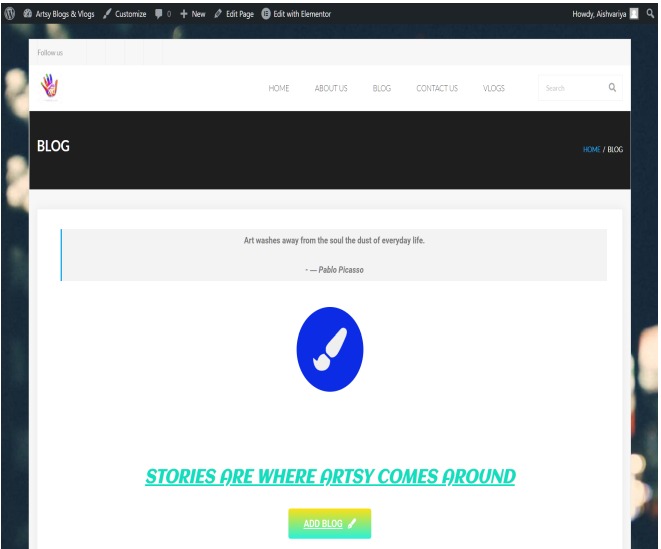 Artsy Blogs & Vlogs Customize 0 New Edit Page Edit with Elementor Howdy, Aishvariya
Follow us
HOME ABOUT US BLOG CONTACT US VLOGS Search
BLOG
HOME / BLOG
Art washes away from the soul the dust of everyday life.
- — Pablo Picasso
STORIES ARE WHERE ARTSY COMES AROUND
ADD BLOG